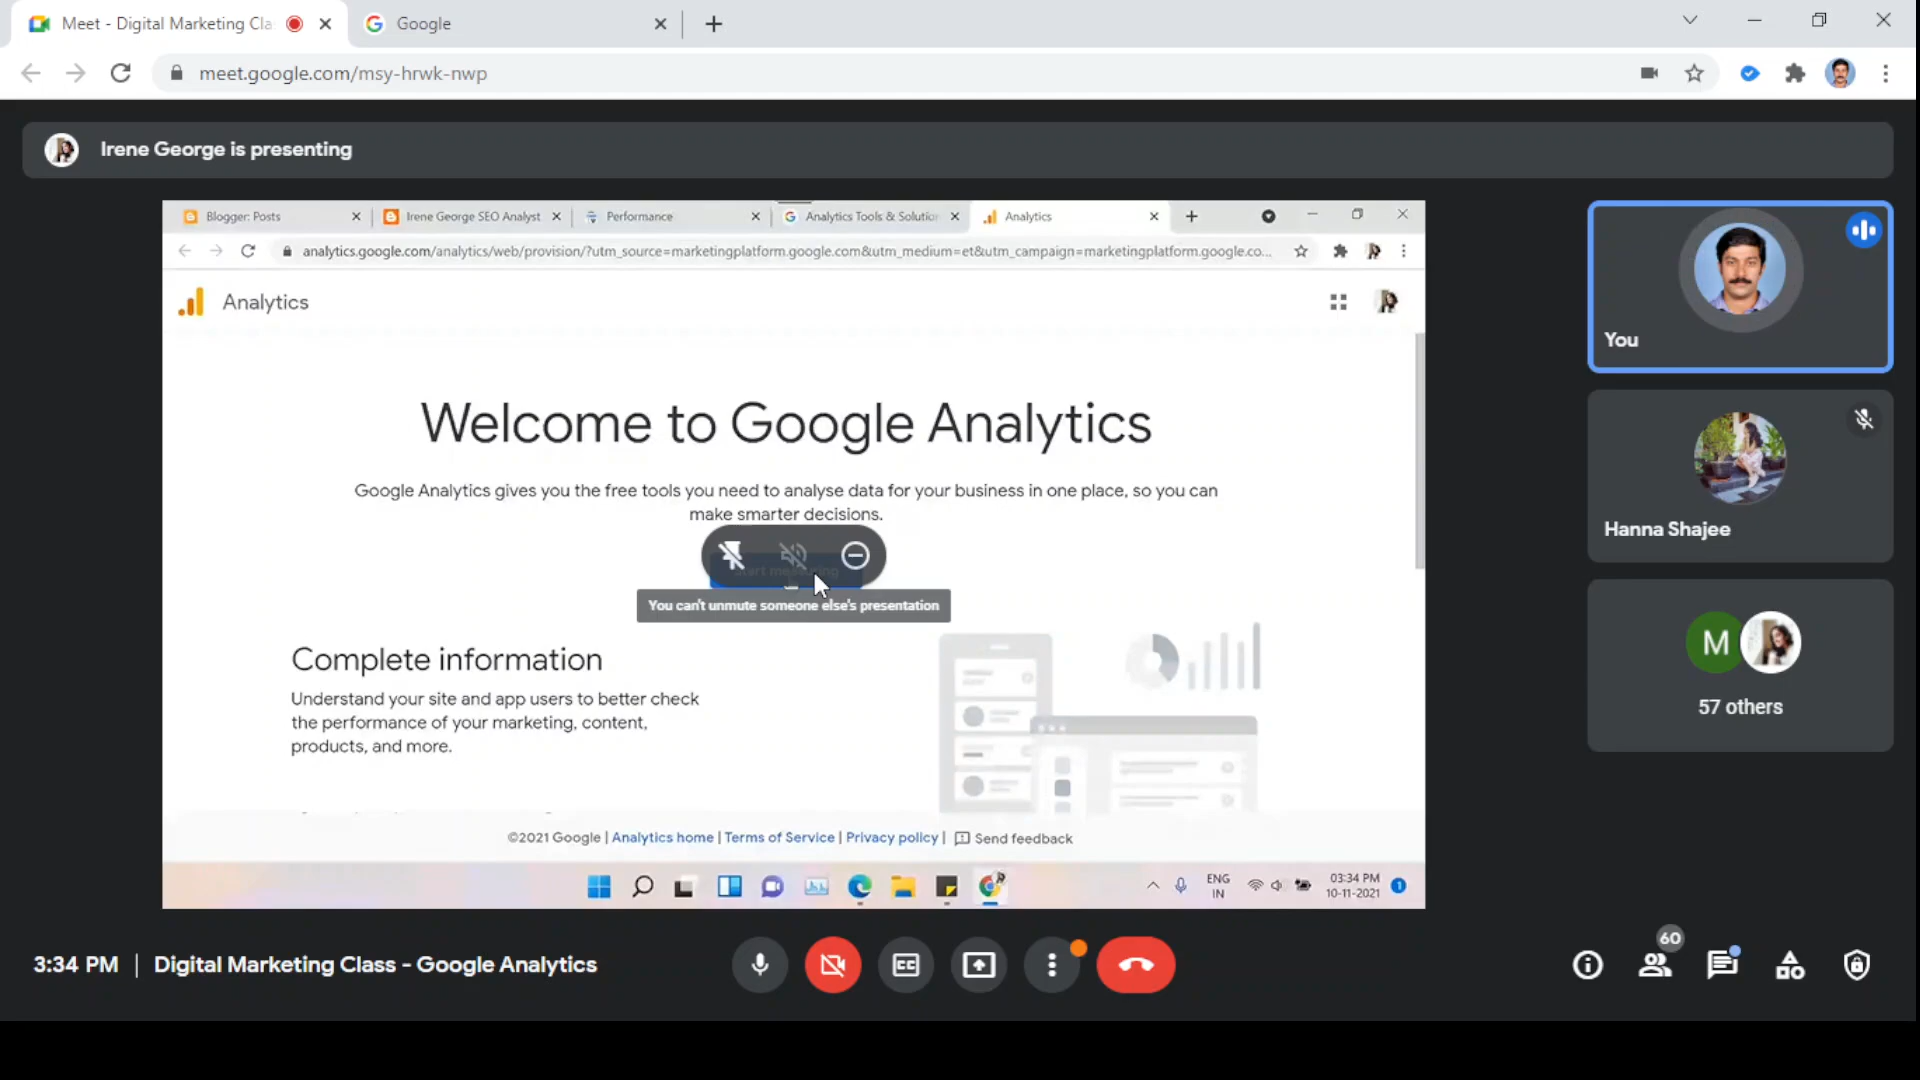 Meet - Digital Marketing Cla
Google
meet.google.com/msy-hrwk-nwp
Irene George is presenting
Blogger: Posts
Irene George SEO Analyst
Performance
Analytics Tools & Solution
Analytics
analytics.google.com/analytics/web/provision/?utm_source=marketingplatform.google.com&utm_medium=et&utm_campaign=marketingplatform.google.co...
Analytics
Welcome to Google Analytics
Google Analytics gives you the free tools you need to analyse data for your business in one place, so you can
make smarter decisions.
Start measuring
You can't unmute someone else's presentation
Complete information
Understand your site and app users to better check
the performance of your marketing, content,
products, and more.
©2021 Google | Analytics home | Terms of Service | Privacy policy | Send feedback
ENG
IN
03:34 PM
10-11-2021
1
You
Hanna Shajee
M
57 others
3:34 PM | Digital Marketing Class - Google Analytics
CC
60